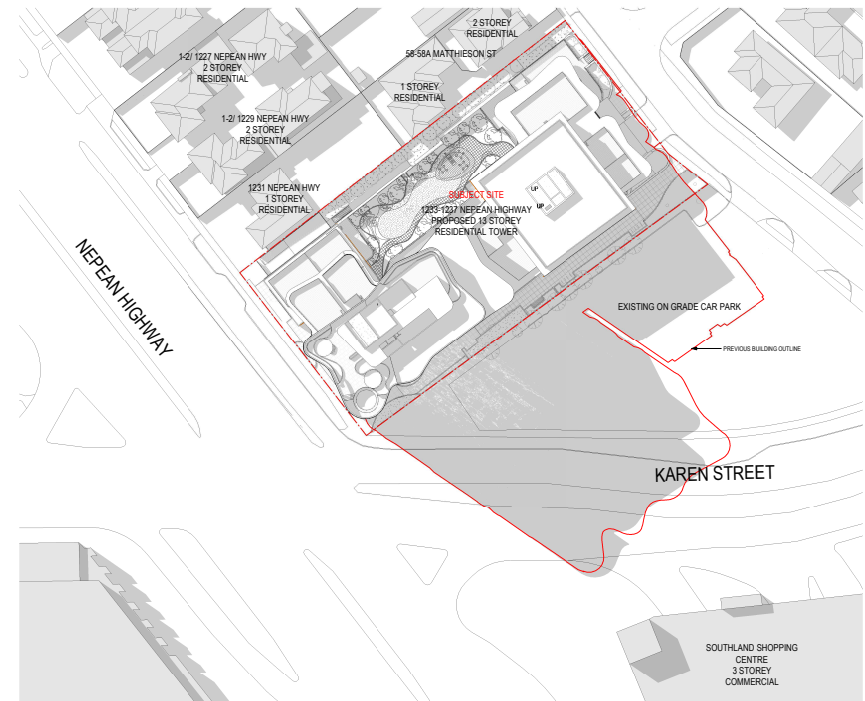 2 STOREY
RESIDENTIAL
58-58A MATTHIESON ST
1-2/ 1227 NEPEAN HWY
2 STOREY
RESIDENTIAL
1 STOREY
RESIDENTIAL
1-2/ 1229 NEPEAN HWY
2 STOREY
RESIDENTIAL
1231 NEPEAN HWY
1 STOREY
RESIDENTIAL
UP
UP
SUBJECT SITE
1233-1237 NEPEAN HIGHWAY
PROPOSED 13 STOREY
RESIDENTIAL TOWER
NEPEAN HIGHWAY
EXISTING ON GRADE CAR PARK
PREVIOUS BUILDING OUTLINE
KAREN STREET
SOUTHLAND SHOPPING
CENTRE
3 STOREY
COMMERCIAL